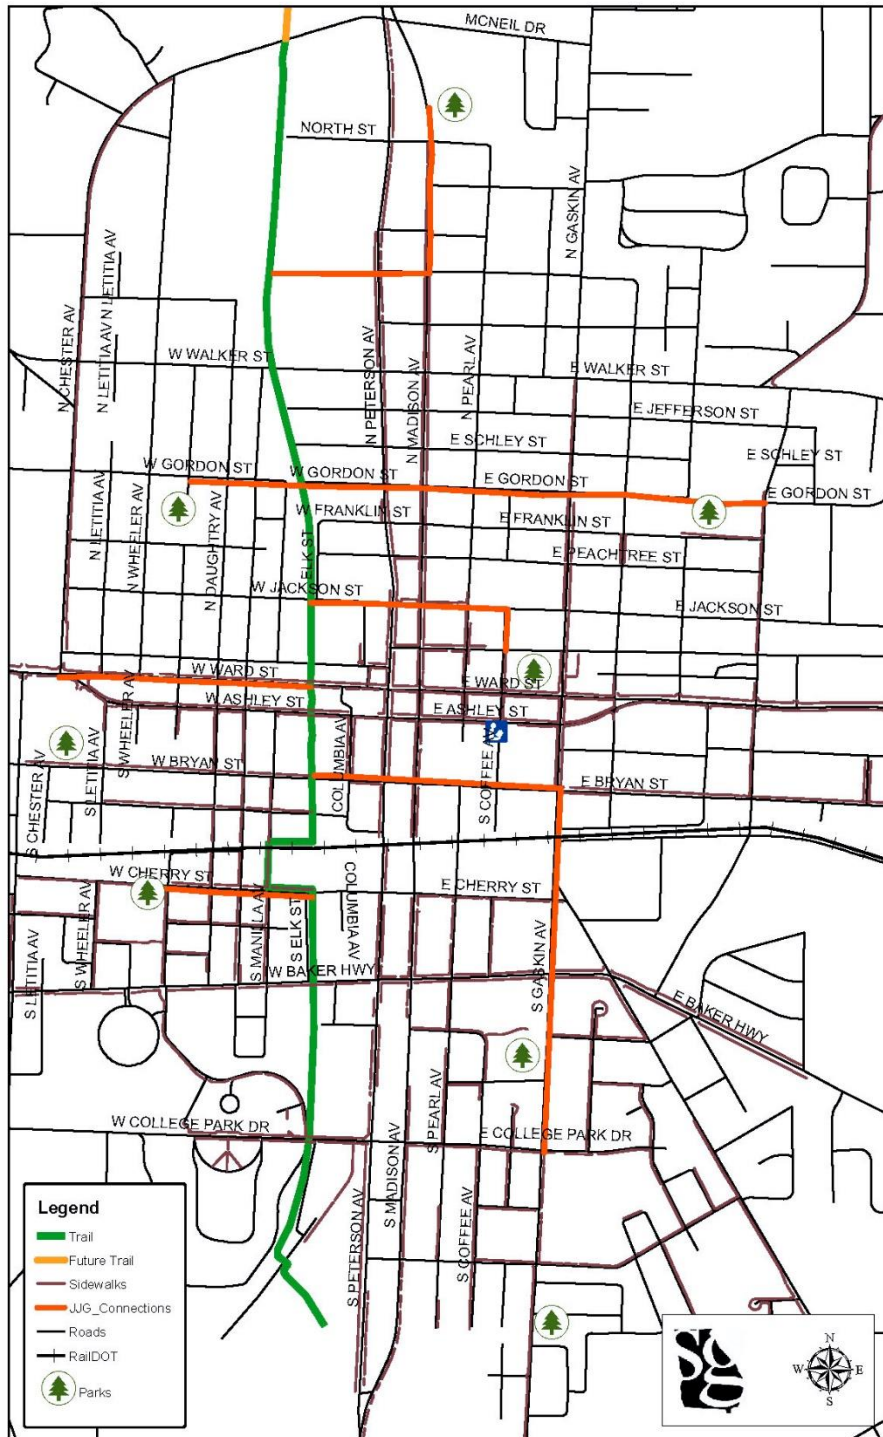 MCNEIL DR
NORTH ST
N GASKIN AV
N LETITIA AV
N LETITIA AV
N CHESTER AV
W WALKER ST
N PETERSON AV
N MADISON AV
N PEARL AV
E WALKER ST
E JEFFERSON ST
E SCHLEY ST
E SCHLEY ST
W GORDON ST
W GORDON ST
E GORDON ST
E GORDON ST
N LETITIA AV
N WHEELER AV
N DAUGHTRY AV
W FRANKLIN ST
E FRANKLIN ST
ELK ST
E PEACHTREE ST
W JACKSON ST
E JACKSON ST
W WARD ST
E WARD ST
W ASHLEY ST
E ASHLEY ST
S WHEELER AV
COLUMBIA AV
S COFFEE AV
W BRYAN ST
E BRYAN ST
S CHESTER AV
S LETITIA AV
W CHERRY ST
E CHERRY ST
COLUMBIA AV
S MANILLA AV
S ELK ST
S WHEELER AV
S LETITIA AV
W BAKER HWY
S GASKIN AV
E BAKER HWY
S PEARL AV
W COLLEGE PARK DR
E COLLEGE PARK DR
S MADISON AV
S COFFEE AV
S PETERSON AV
Legend
Trail
Future Trail
Sidewalks
JJG_Connections
Roads
RailDOT
Parks
N
W
E
S